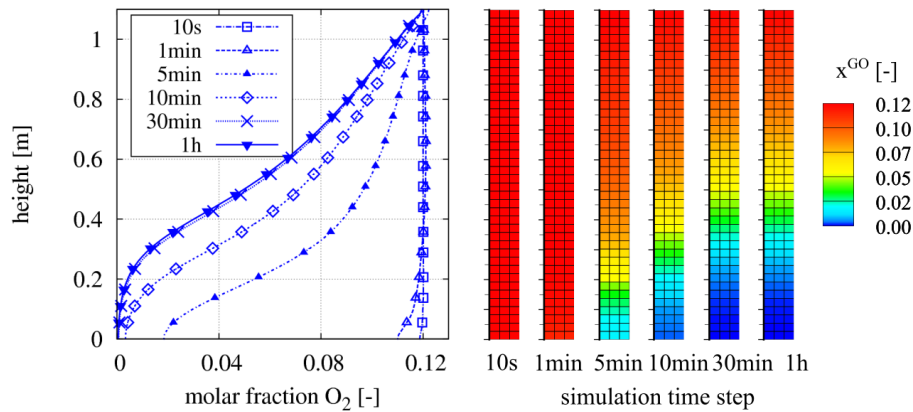 10s
1min
5min
10min
30min
1h
1
0.8
0.6
0.4
0.2
0
height [m]
0 0.04 0.08 0.12
molar fraction O2 [-]
x^GO [-]
0.12
0.10
0.07
0.02
0.00
10s 1min 5min 10min 30min 1h
simulation time step